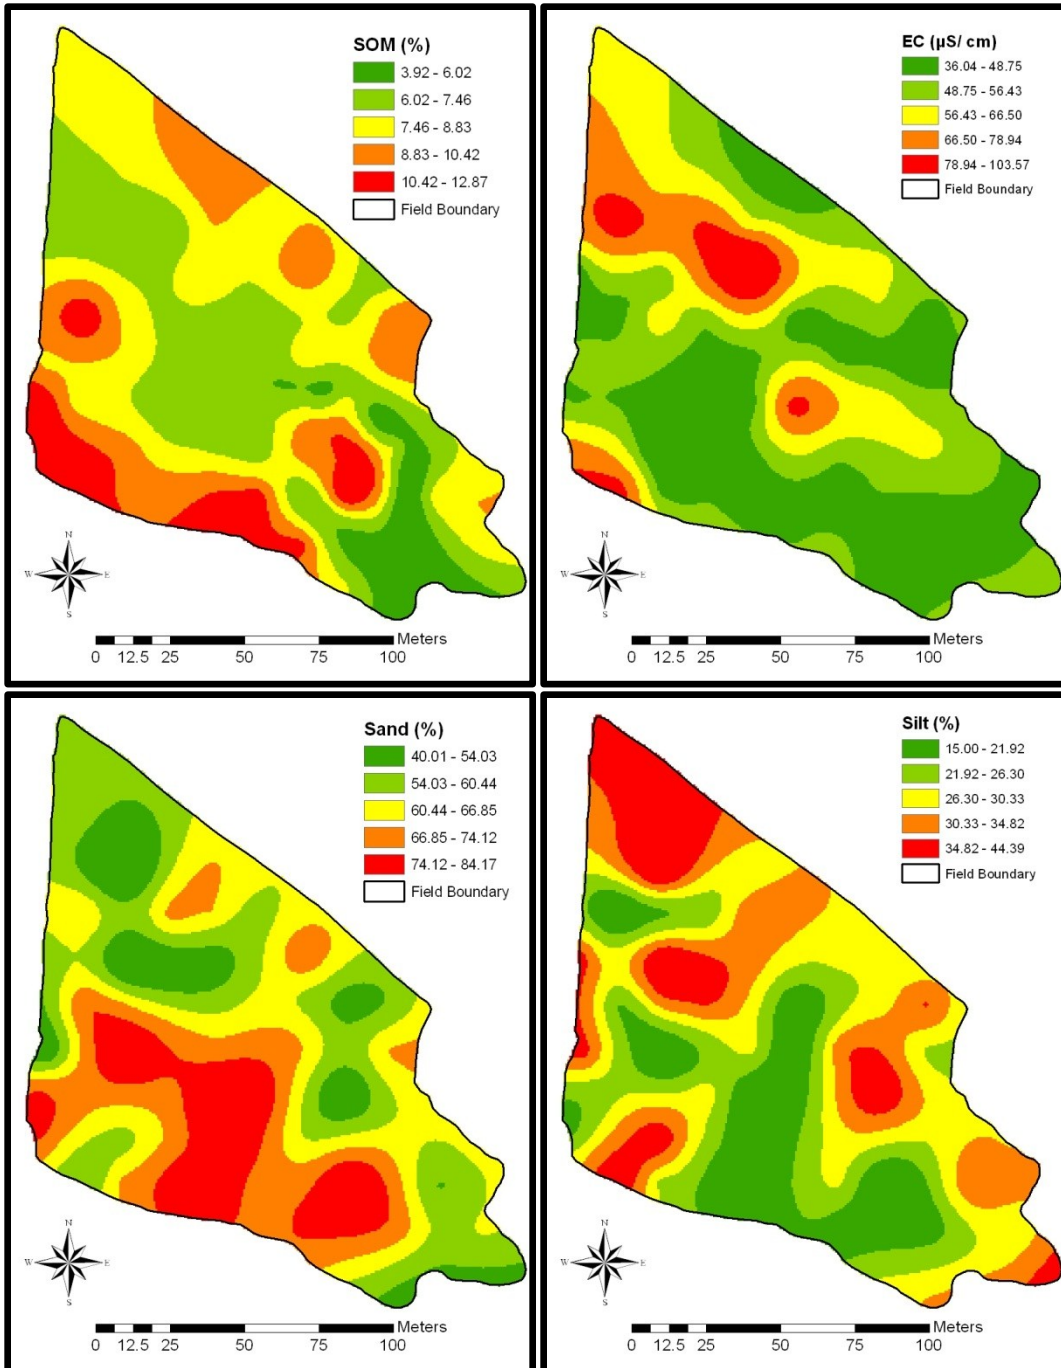 SOM (%)
3.92 - 6.02
6.02 - 7.46
7.46 - 8.83
8.83 - 10.42
10.42 - 12.87
Field Boundary
N
W E
S
Meters
0 12.5 25 50 75 100
EC (µS/ cm)
36.04 - 48.75
48.75 - 56.43
56.43 - 66.50
66.50 - 78.94
78.94 - 103.57
Field Boundary
N
W E
S
Meters
0 12.5 25 50 75 100
Sand (%)
40.01 - 54.03
54.03 - 60.44
60.44 - 66.85
66.85 - 74.12
74.12 - 84.17
Field Boundary
N
W E
S
Meters
0 12.5 25 50 75 100
Silt (%)
15.00 - 21.92
21.92 - 26.30
26.30 - 30.33
30.33 - 34.82
34.82 - 44.39
Field Boundary
N
W E
S
Meters
0 12.5 25 50 75 100